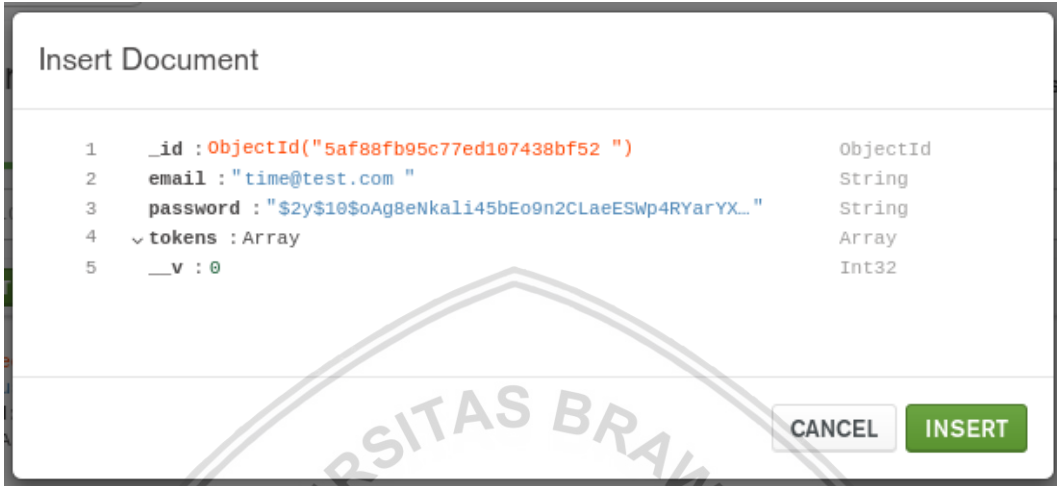 Insert Document
1 _id : ObjectId("5af88fb95c77ed107438bf52 ") ObjectId
2 email : "time@test.com " String
3 password : "$2y$10$oAg8eNkali45bEo9n2CLaeESWp4RYarYX…" String
4 tokens : Array Array
5 __v : 0 Int32
RSITAS BRAW
CANCEL INSERT